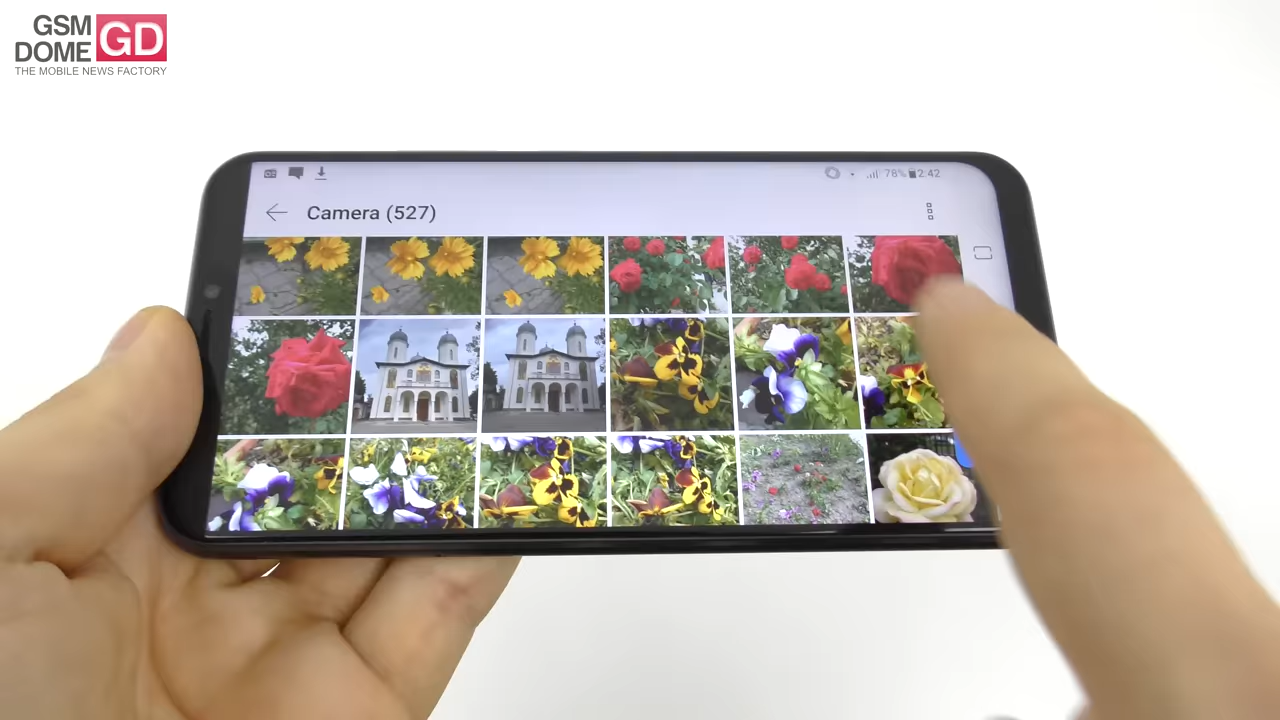 GSM
DOME GD
THE MOBILE NEWS FACTORY
78% 2:42
Camera (527)